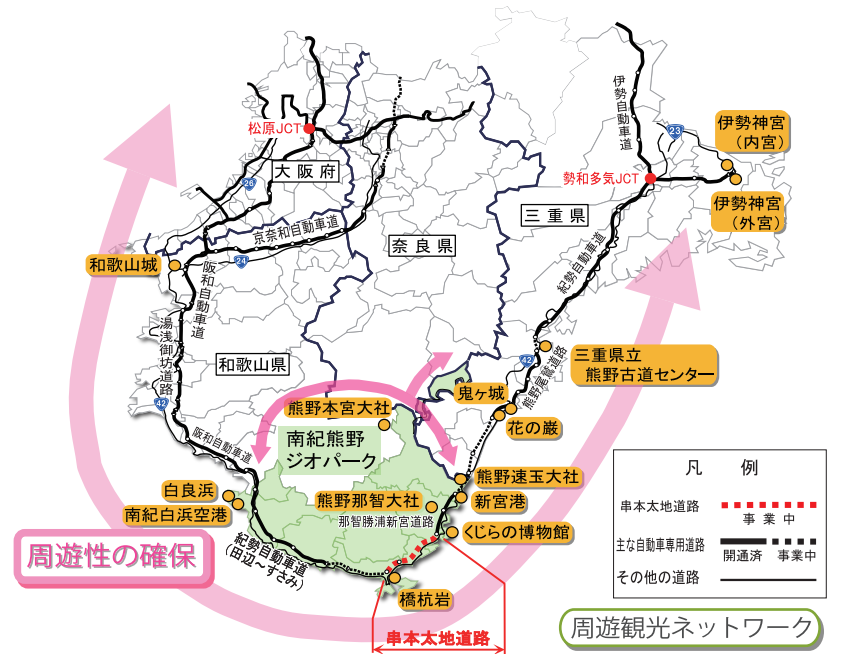 松原JCT
大阪府
26
京奈和自動車道
24
和歌山城
阪和自動車道
湯浅御坊道路
42
和歌山県
阪和自動車道
奈良県
三重県
伊勢自動車道
勢和多気JCT
23
伊勢神宮
（内宮）
伊勢神宮
（外宮）
紀勢自動車道
42
熊野尾鷲道路
三重県立
熊野古道センター
鬼ヶ城
花の巌
熊野本宮大社
南紀熊野
ジオパーク
熊野速玉大社
新宮港
熊野那智大社
那智勝浦新宮道路
くじらの博物館
白良浜
南紀白浜空港
紀勢自動車道
（田辺～すさみ）
橋杭岩
串本太地道路
周遊性の確保
凡例
串本太地道路
事業中
主な自動車専用道路
開通済
事業中
その他の道路
周遊観光ネットワーク